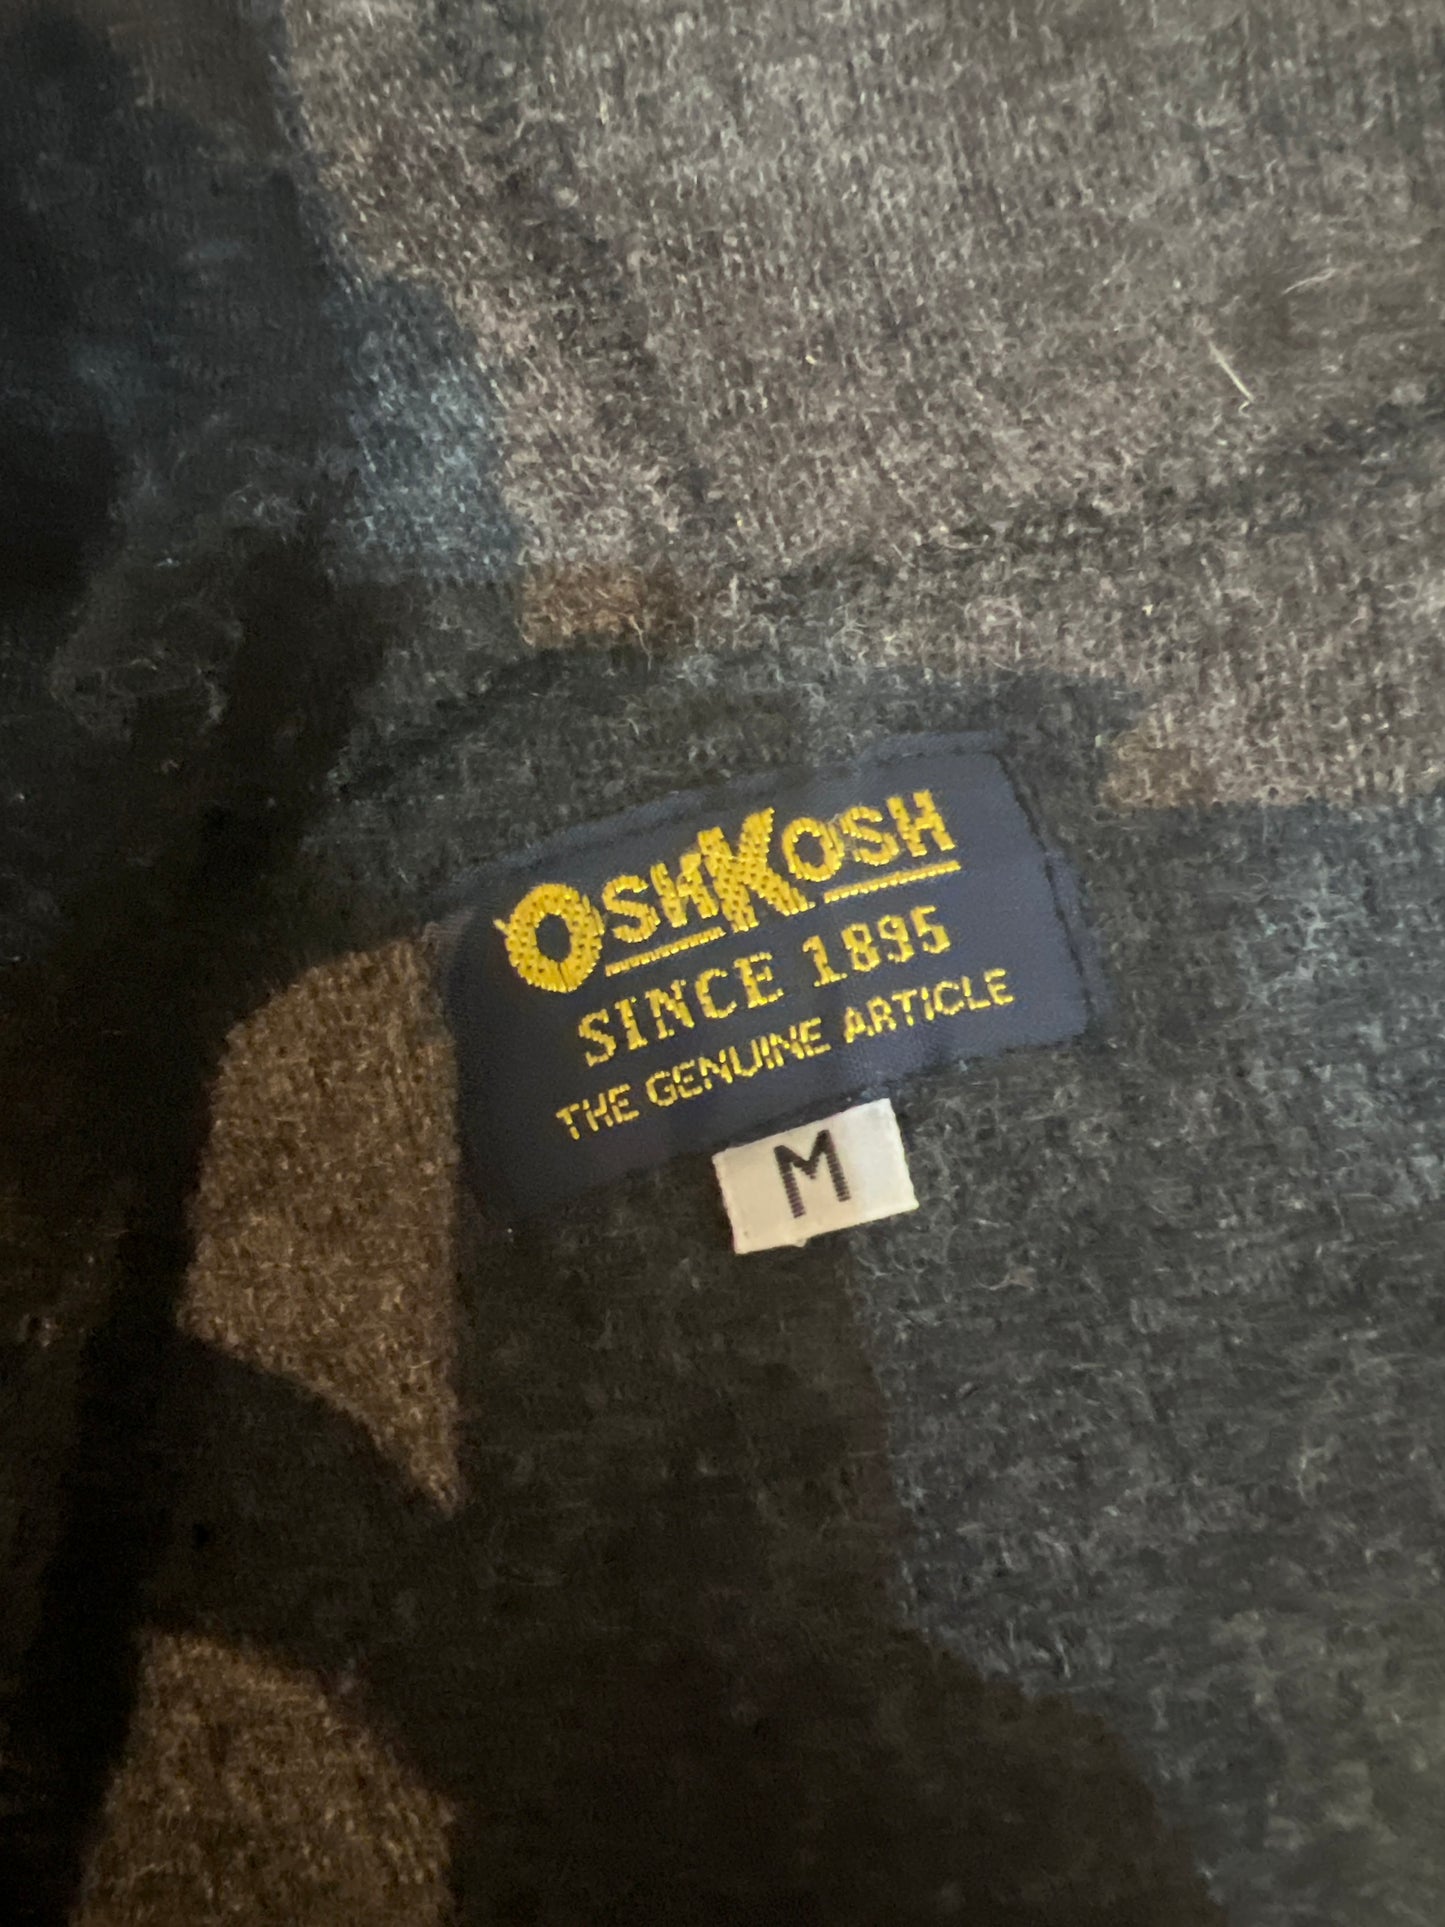 OSHKOSH
SINCE 1895
THE GENUINE ARTICLE
M